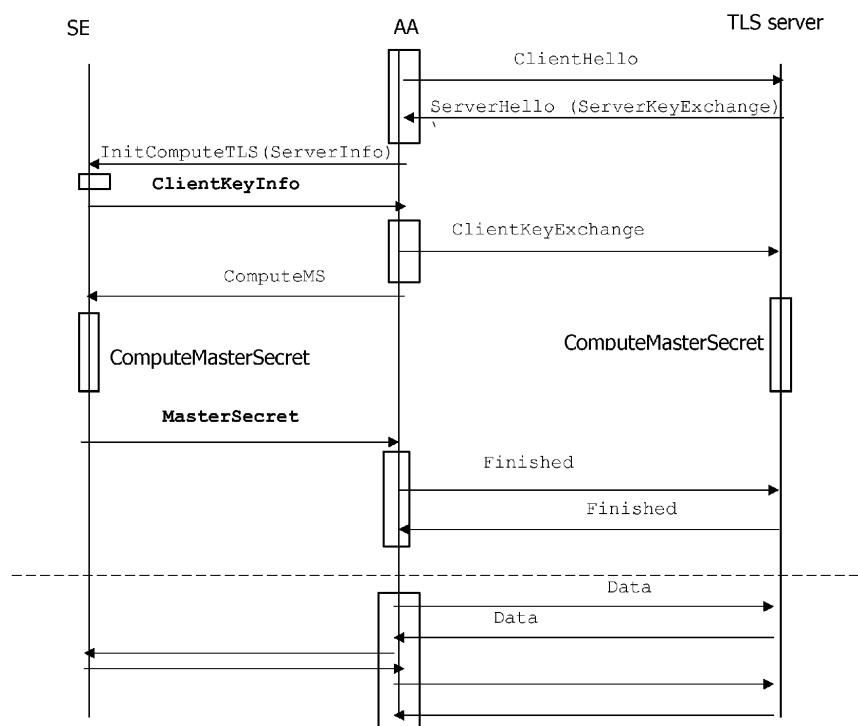 SE
AA
TLS server
ClientHello
ServerHello (ServerKeyExchange)
InitComputeTLS(ServerInfo)
ClientKeyInfo
ClientKeyExchange
ComputeMS
ComputeMasterSecret
ComputeMasterSecret
MasterSecret
Finished
Finished
Data
Data